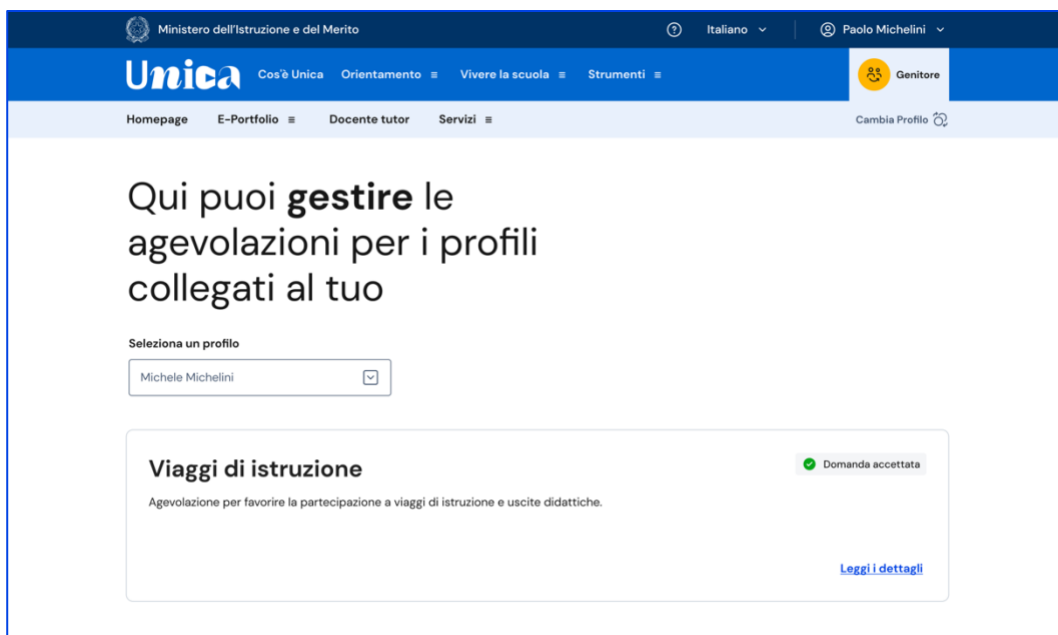 Ministero dell'Istruzione e del Merito
Italiano
Paolo Michelini
Unica
Cos'è Unica
Orientamento
Vivere la scuola
Strumenti
Genitore
Homepage
E-Portfolio
Docente tutor
Servizi
Cambia Profilo
Qui puoi gestire le
agevolazioni per i profili
collegati al tuo
Seleziona un profilo
Michele Michelini
Viaggi di istruzione
Domanda accettata
Agevolazione per favorire la partecipazione a viaggi di istruzione e uscite didattiche.
Leggi i dettagli